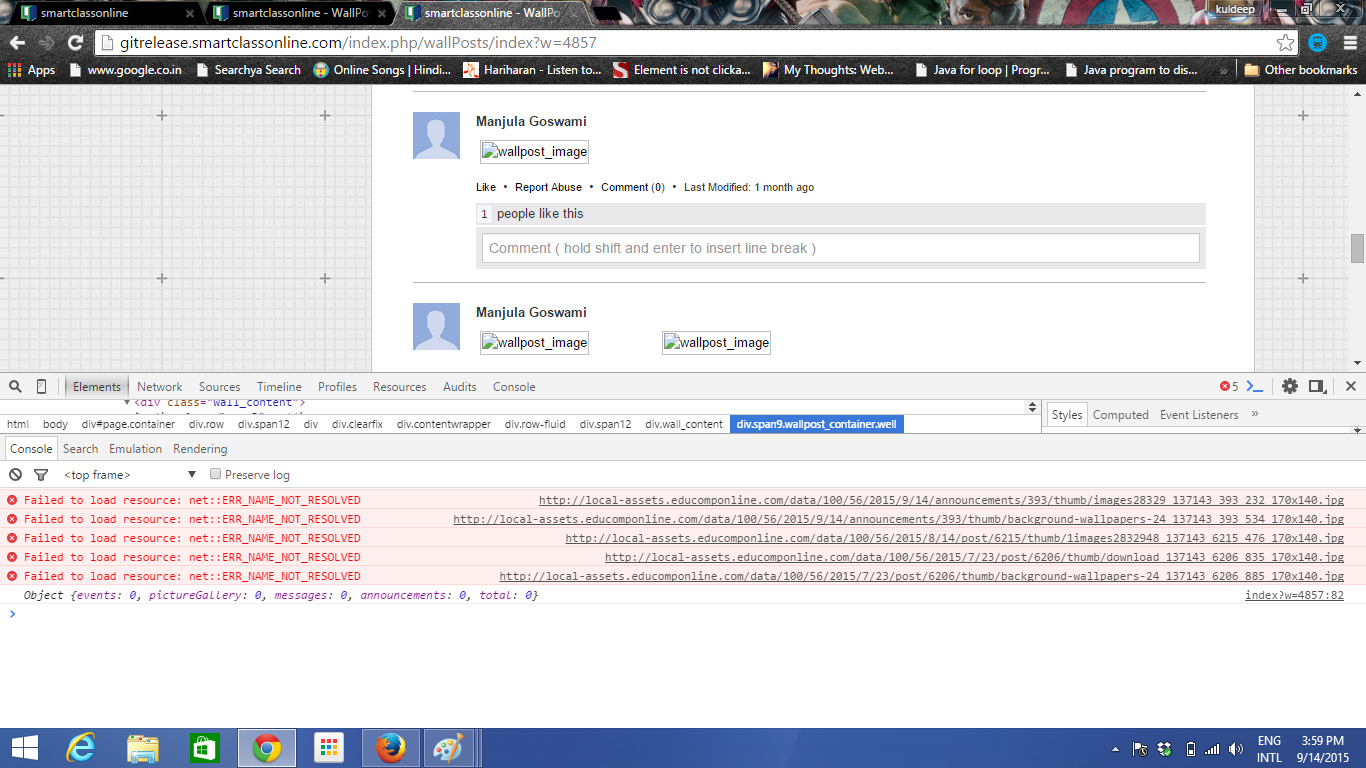 smartclassonline
smartclassonline - WallPo
smartclassonline - WallPo
kuldeep
gitrelease.smartclassonline.com/index.php/wallPosts/index?w=4857
Apps www.google.co.in Searchya Search Online Songs | Hindi... Hariharan - Listen to... Element is not clicka... My Thoughts: Web... Java for loop | Progr... Java program to dis... » Other bookmarks
Manjula Goswami
wallpost_image
Like • Report Abuse • Comment (0) • Last Modified: 1 month ago
1 people like this
Comment ( hold shift and enter to insert line break )
Manjula Goswami
wallpost_image wallpost_image
Elements Network Sources Timeline Profiles Resources Audits Console 5
<div class="wall_content">
Styles Computed Event Listeners »
html body div#page.container div.row div.span12 div div.clearfix div.contentwrapper div.row-fluid div.span12 div.wall_content div.span9.wallpost_container.well
Console Search Emulation Rendering
<top frame> ▼ Preserve log
Failed to load resource: net::ERR_NAME_NOT_RESOLVED http://local-assets.educomponline.com/data/100/56/2015/9/14/announcements/393/thumb/images28329_137143_393_232_170x140.jpg
Failed to load resource: net::ERR_NAME_NOT_RESOLVED http://local-assets.educomponline.com/data/100/56/2015/9/14/announcements/393/thumb/background-wallpapers-24_137143_393_534_170x140.jpg
Failed to load resource: net::ERR_NAME_NOT_RESOLVED http://local-assets.educomponline.com/data/100/56/2015/8/14/post/6215/thumb/1images2832948_137143_6215_476_170x140.jpg
Failed to load resource: net::ERR_NAME_NOT_RESOLVED http://local-assets.educomponline.com/data/100/56/2015/7/23/post/6206/thumb/download_137143_6206_835_170x140.jpg
Failed to load resource: net::ERR_NAME_NOT_RESOLVED http://local-assets.educomponline.com/data/100/56/2015/7/23/post/6206/thumb/background-wallpapers-24_137143_6206_885_170x140.jpg
Object {events: 0, pictureGallery: 0, messages: 0, announcements: 0, total: 0} index?w=4857:82
ENG 3:59 PM
INTL 9/14/2015